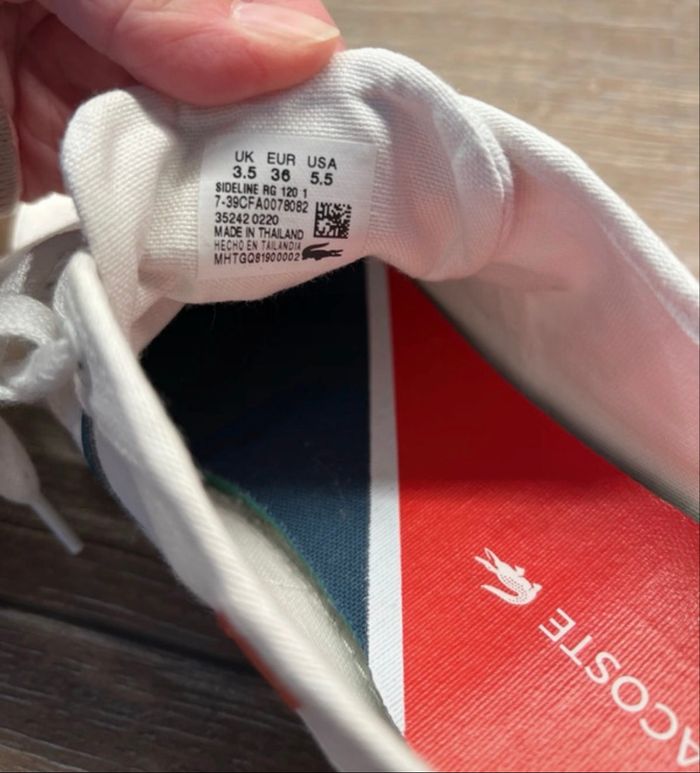 UK EUR USA
3.5 36 5.5
SIDELINE RG 120 1
7-39CFA0078082
35242 0220
MADE IN THAILAND
HECHO EN TAILANDIA
MHTGQ81900002
ACOSTE